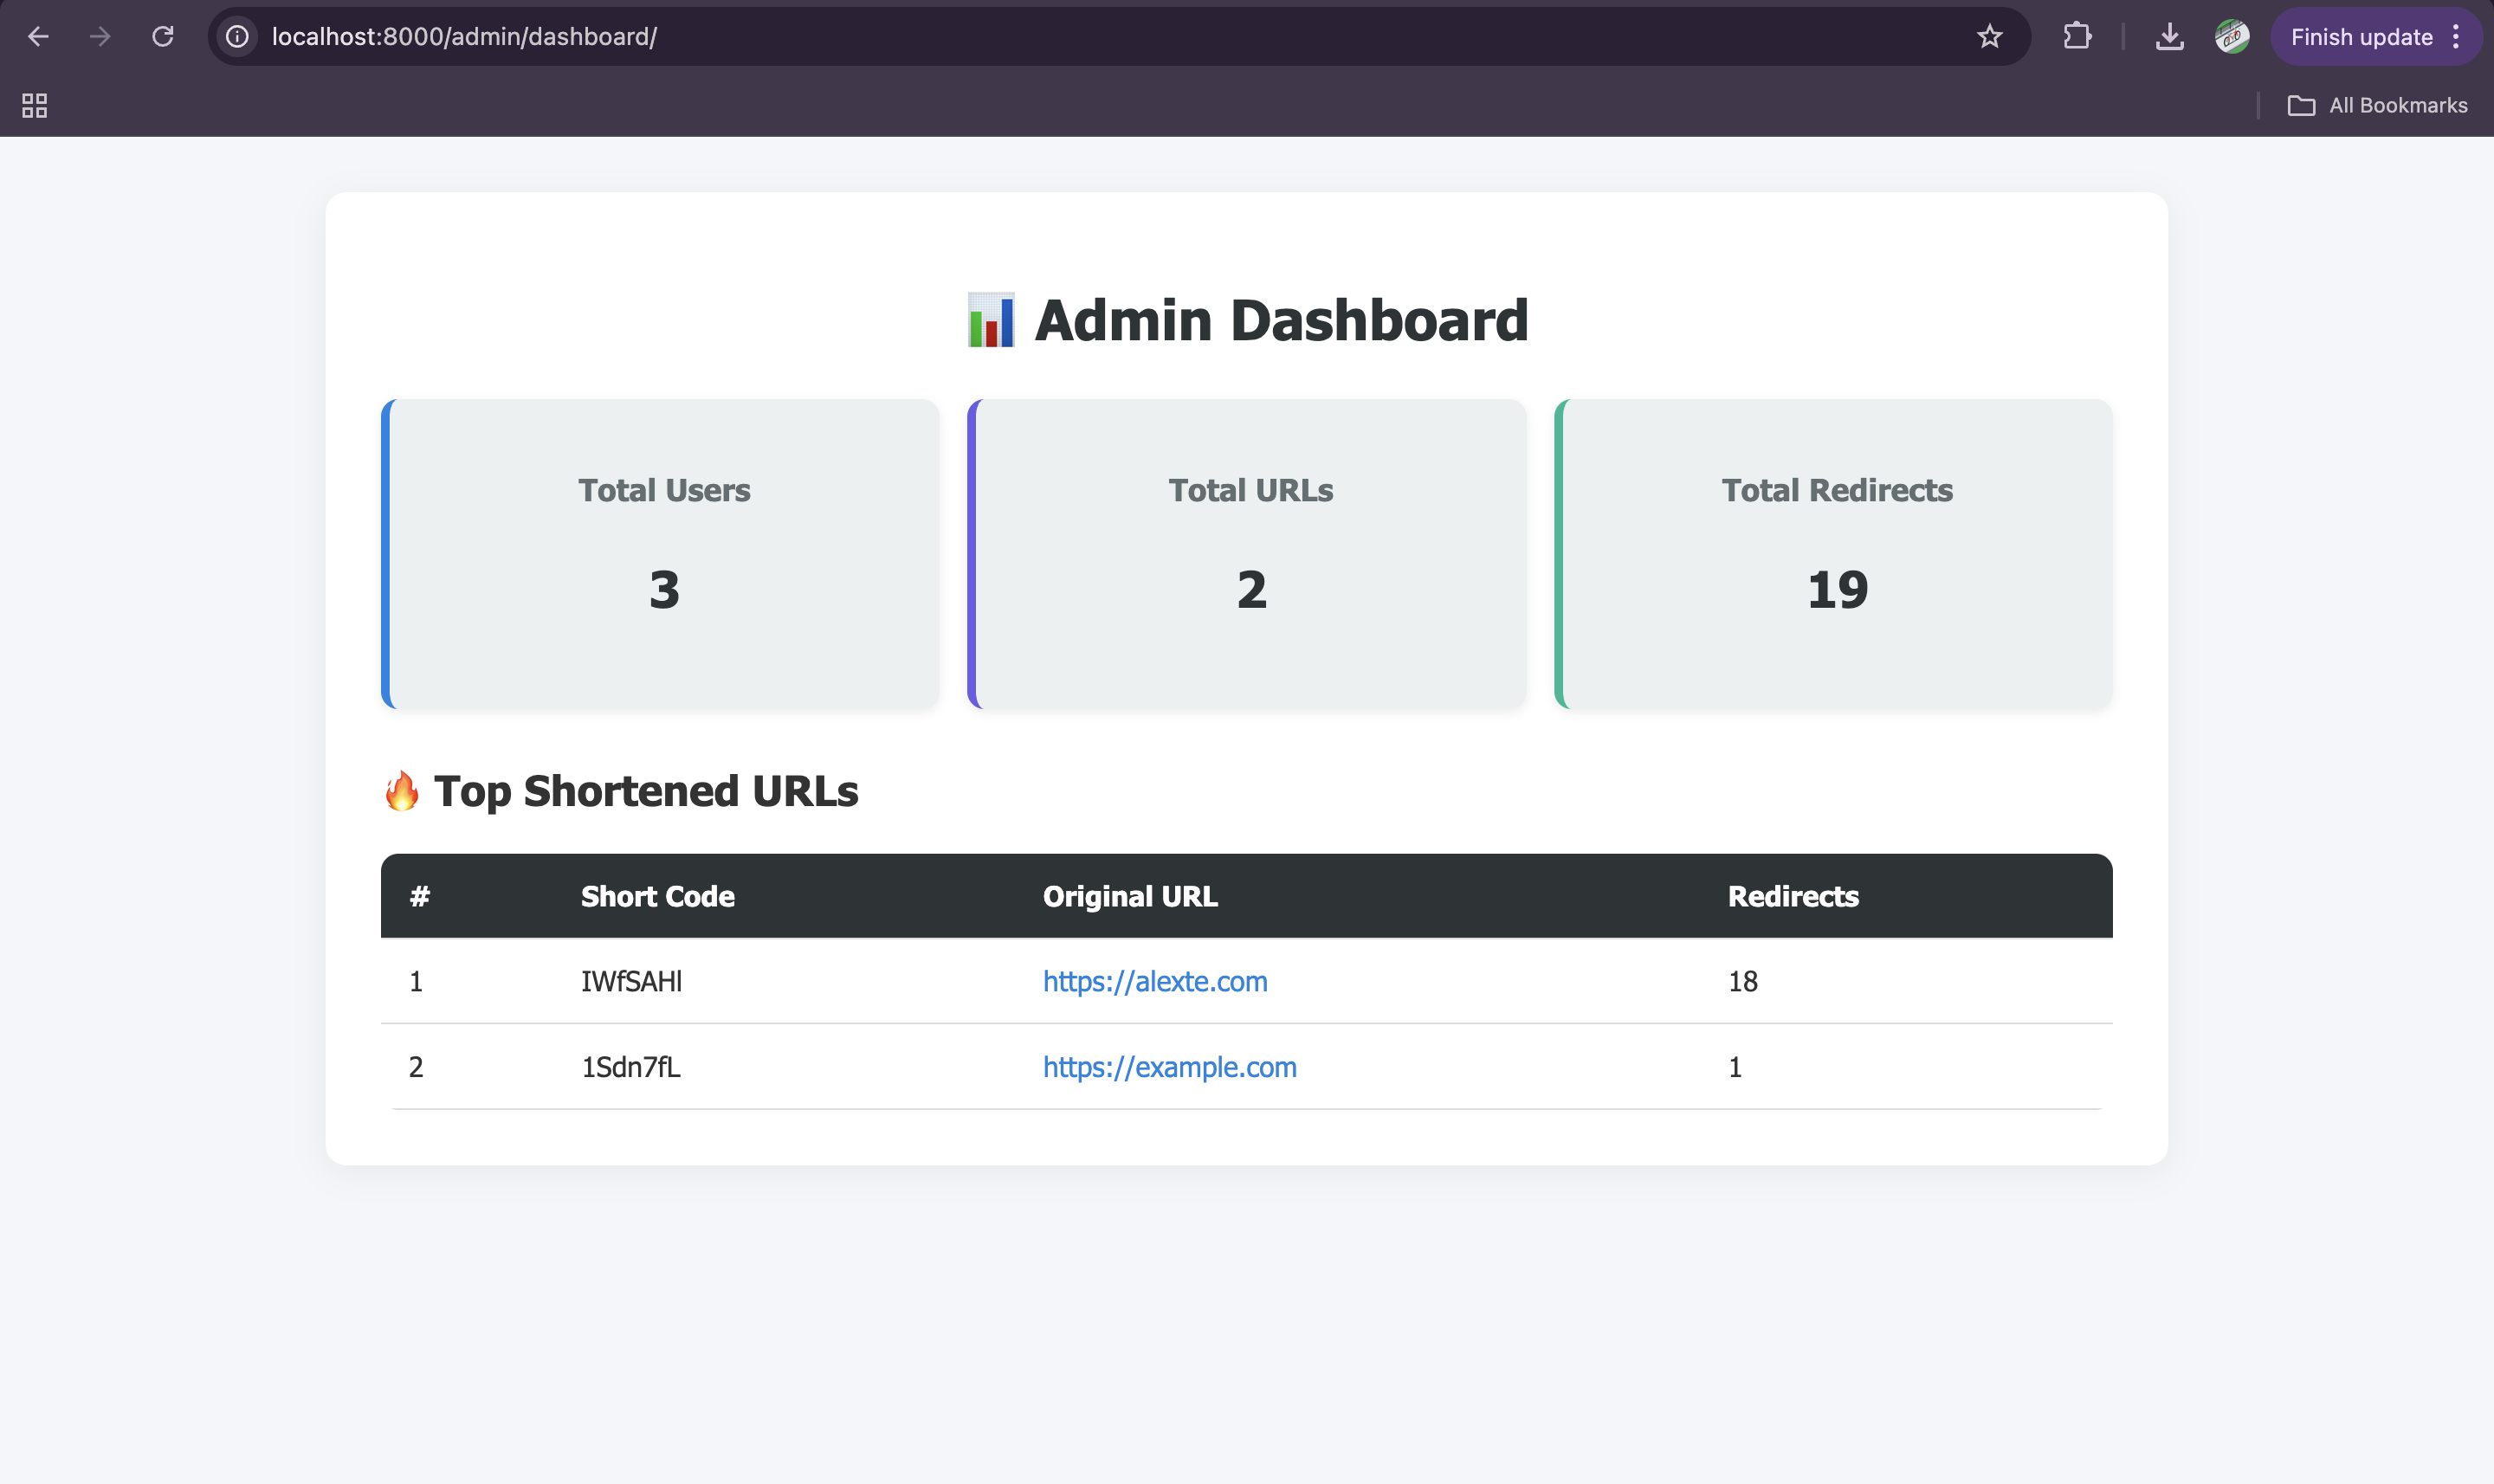 localhost:8000/admin/dashboard/
Finish update
All Bookmarks
📊 Admin Dashboard
Total Users
Total URLs
Total Redirects
3
2
19
🔥 Top Shortened URLs
# Short Code Original URL Redirects
1 IWfSAHl https://alexte.com 18
2 1Sdn7fL https://example.com 1